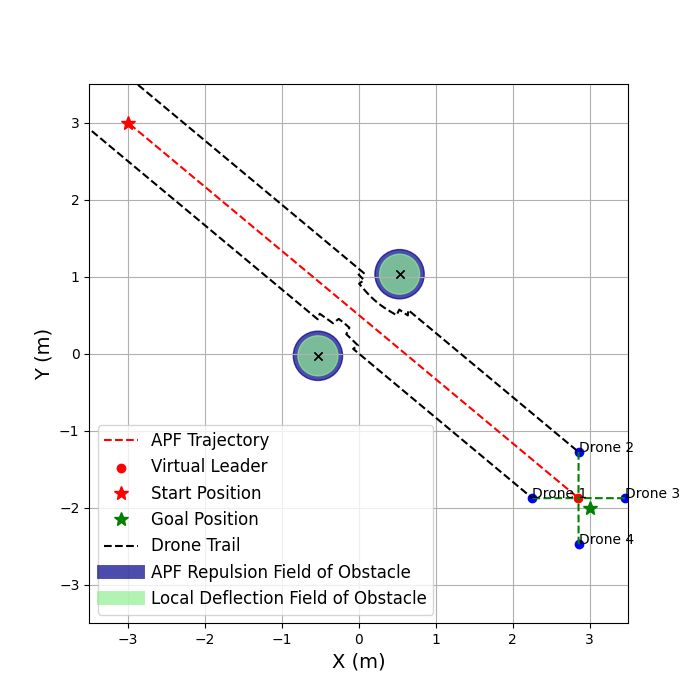 3
2
1
0
−1
−2
−3
Y (m)
−3
−2
−1
0
1
2
3
X (m)
Drone 2
Drone 1
Drone 3
Drone 4
APF Trajectory
Virtual Leader
Start Position
Goal Position
Drone Trail
APF Repulsion Field of Obstacle
Local Deflection Field of Obstacle